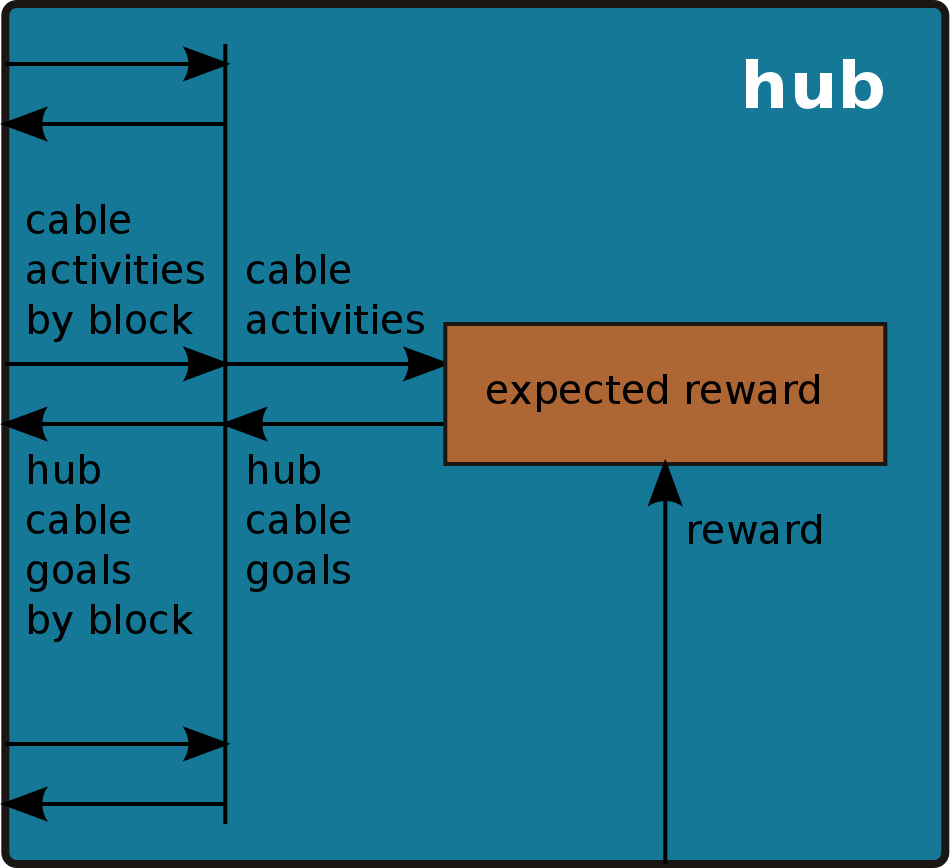 hub
cable
activities
by block
cable
activities
expected reward
hub
cable
goals
by block
hub
cable
goals
reward